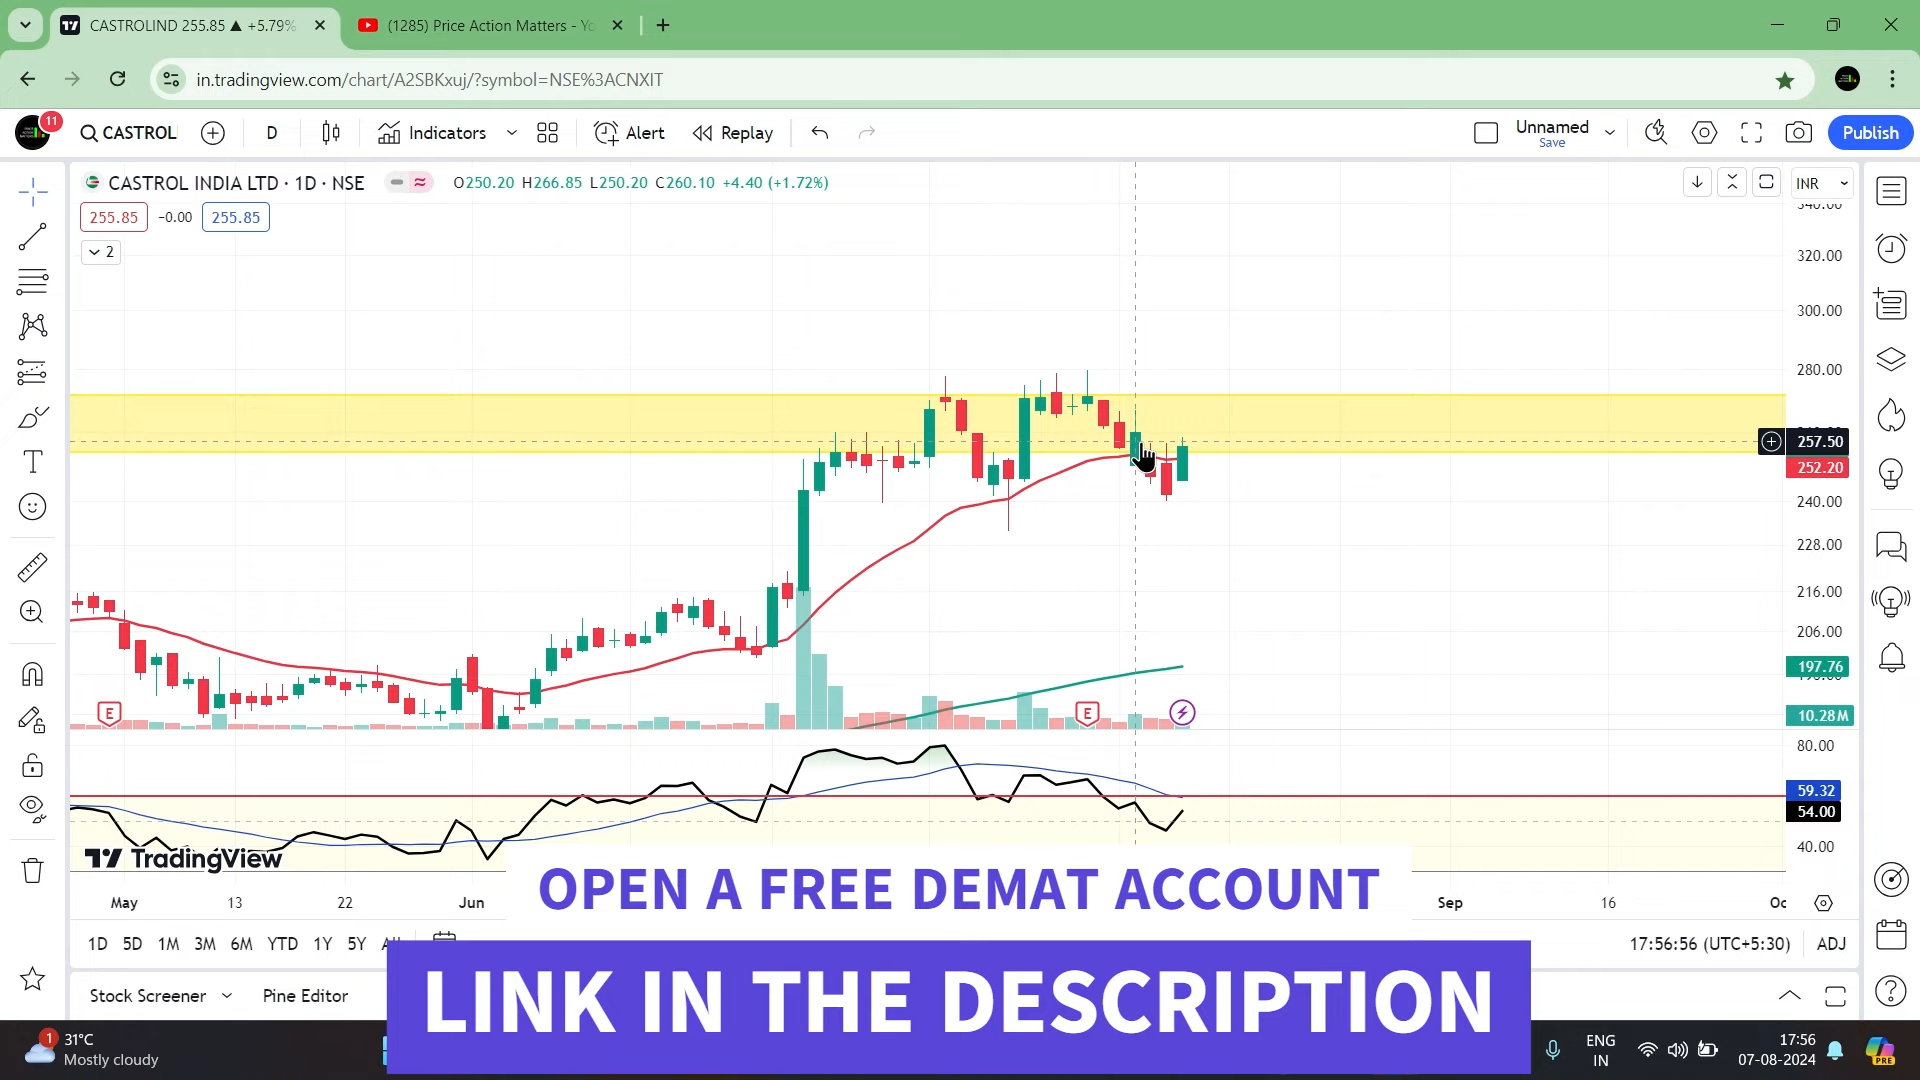 CASTROLIND 255.85 ▲ +5.79%
(1285) Price Action Matters - Yo
in.tradingview.com/chart/A2SBKxuj/?symbol=NSE%3ACNXIT
11
CASTROL
D
Indicators
Alert
Replay
Unnamed
Save
Publish
CASTROL INDIA LTD · 1D · NSE
O250.20 H266.85 L250.20 C260.10 +4.40 (+1.72%)
INR
255.85 −0.00 255.85
2
340.00
320.00
300.00
280.00
257.50
252.20
240.00
228.00
216.00
206.00
197.76
10.28M
E
E
80.00
59.32
54.00
40.00
TradingView
OPEN A FREE DEMAT ACCOUNT
May 13 22 Jun Sep 16 Oc
1D 5D 1M 3M 6M YTD 1Y 5Y
17:56:56 (UTC+5:30) ADJ
Stock Screener Pine Editor
LINK IN THE DESCRIPTION
1
31°C
Mostly cloudy
ENG
IN
17:56
07-08-2024
PRE